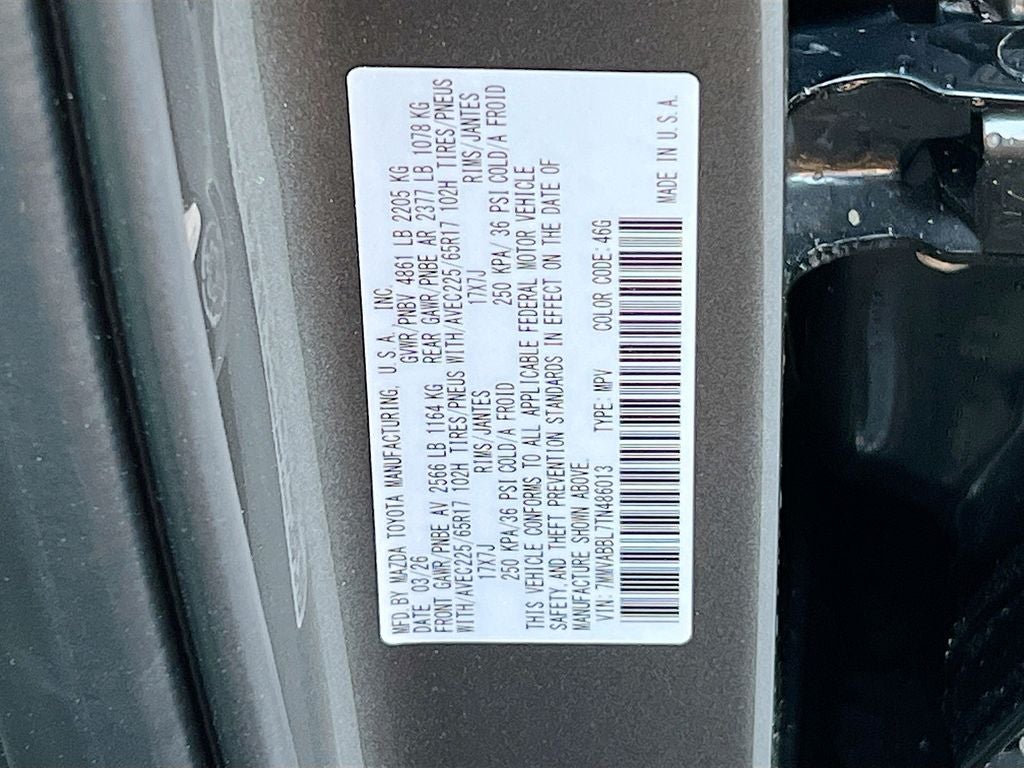 MFD.BY MAZDA TOYOTA MANUFACTURING, U.S.A., INC.
DATE 03/26 GVWR/PNBV 4861 LB 2205 KG
FRONT GAWR/PNBE AV 2566 LB 1164 KG REAR GAWR/PNBE AR 2377 LB 1078 KG
WITH/AVEC225/65R17 102H TIRES/PNEUS WITH/AVEC225/65R17 102H TIRES/PNEUS
17X7J RIMS/JANTES 17X7J RIMS/JANTES
250 KPA/36 PSI COLD/A FROID 250 KPA/ 36 PSI COLD/A FROID
THIS VEHICLE CONFORMS TO ALL APPLICABLE FEDERAL MOTOR VEHICLE
SAFETY, AND THEFT PREVENTION STANDARDS IN EFFECT ON THE DATE OF
MANUFACTURE SHOWN ABOVE.
VIN: 7MMVABBL7TN486013 TYPE: MPV COLOR CODE: 46G
MADE IN U.S.A.